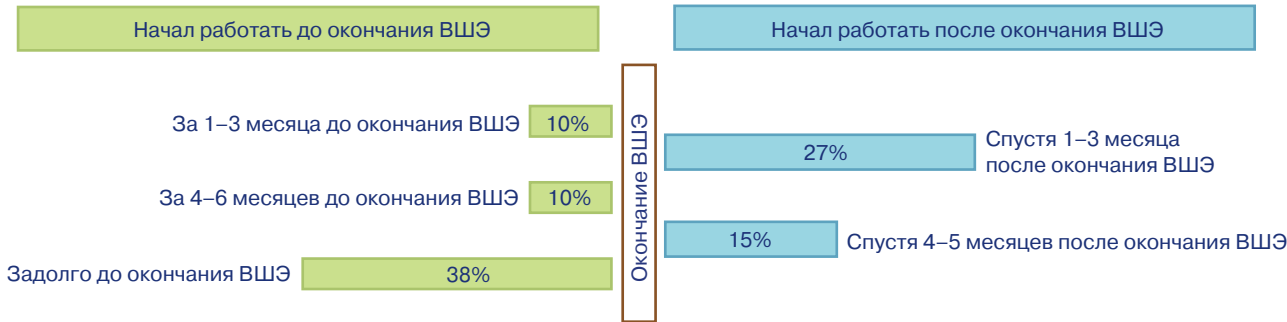 Начал работать до окончания ВШЭ
Начал работать после окончания ВШЭ
За 1–3 месяца до окончания ВШЭ
10%
За 4–6 месяцев до окончания ВШЭ
10%
Задолго до окончания ВШЭ
38%
Окончание ВШЭ
27%
Спустя 1–3 месяца
после окончания ВШЭ
15%
Спустя 4–5 месяцев после окончания ВШЭ